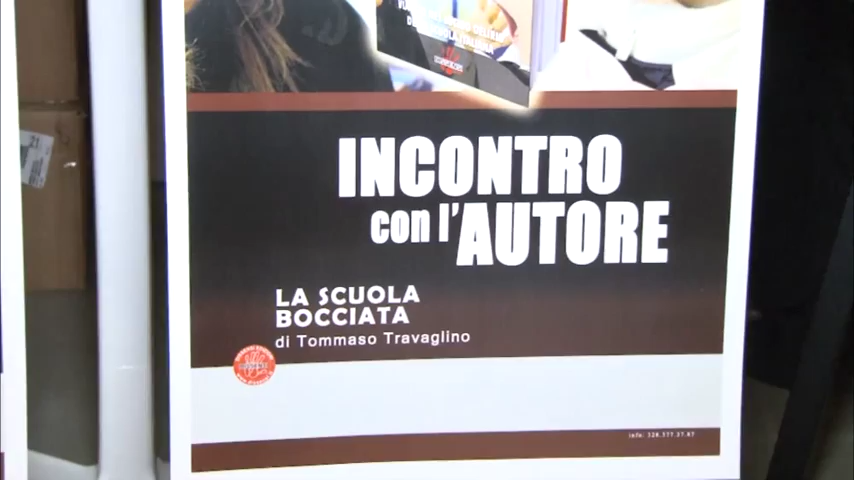 INCONTRO
con l'AUTORE
LA SCUOLA
BOCCIATA
di Tommaso Travaglino